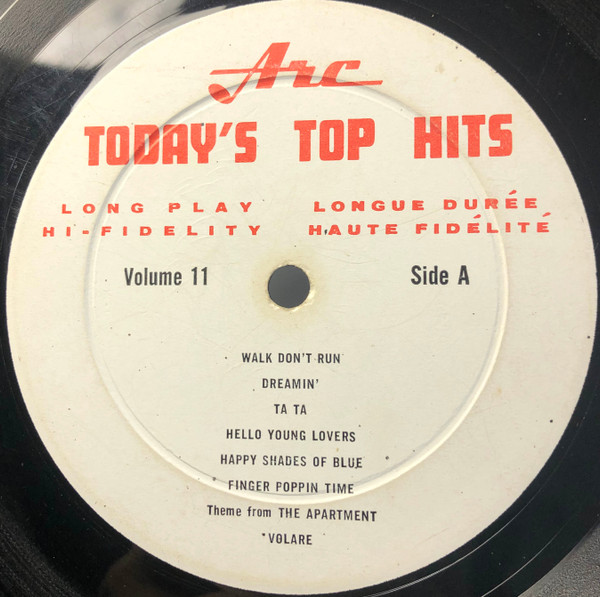 Arc
TODAY'S TOP HITS
LONG PLAY LONGUE DURÉE
HI-FIDELITY HAUTE FIDÉLITÉ
Volume 11 Side A
WALK DON'T RUN
DREAMIN'
TA TA
HELLO YOUNG LOVERS
HAPPY SHADES OF BLUE
FINGER POPPIN TIME
Theme from THE APARTMENT
VOLARE